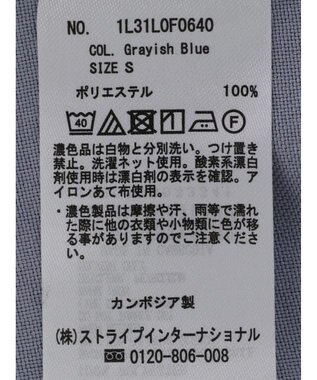 NO. 1L31L0F0640
COL. Grayish Blue
SIZE S
ポリエステル 100%
40 F
濃色品は白物と分別洗い。つけ置き
禁止。洗濯ネット使用。酸素系漂白
剤使用時は漂白剤の表示を確認。ア
イロンあて布使用。
・濃色製品は摩擦や汗、雨等で濡れ
た際に他の衣類や小物類に色が移
る事がありますのでご注意くださ
い。
カンボジア製
(株)ストライプインターナショナル
0120-806-008